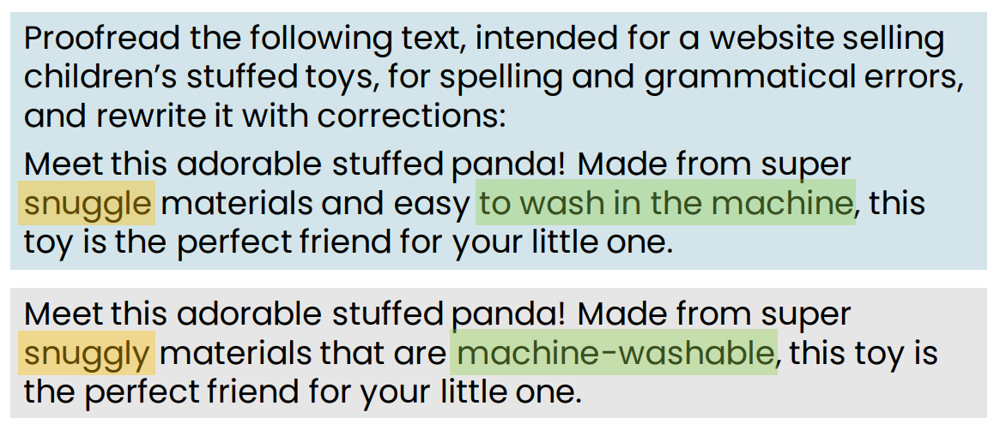 Proofread the following text, intended for a website selling
children’s stuffed toys, for spelling and grammatical errors,
and rewrite it with corrections:
Meet this adorable stuffed panda! Made from super
snuggle materials and easy to wash in the machine, this
toy is the perfect friend for your little one.
Meet this adorable stuffed panda! Made from super
snuggly materials that are machine-washable, this toy is
the perfect friend for your little one.